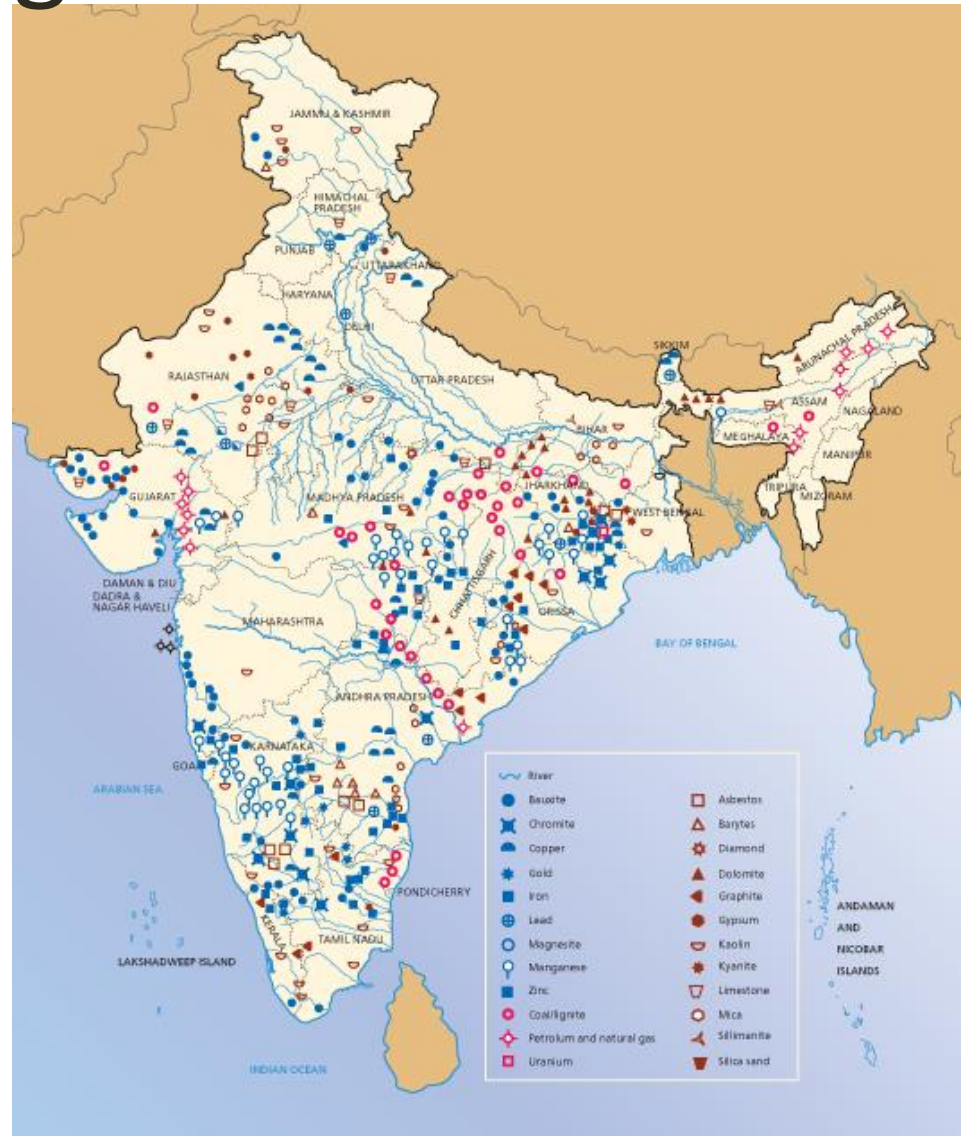 JAMMU & KASHMIR
HIMACHAL
PRADESH
PUNJAB
UTTARAKHAND
HARYANA
DELHI
SIKKIM
ARUNACHAL PRADESH
RAJASTHAN
UTTAR PRADESH
ASSAM
NAGALAND
BIHAR
MEGHALAYA
MANIPUR
JHARKHAND
TRIPURA
MIZORAM
GUJARAT
MADHYA PRADESH
WEST BENGAL
CHHATTISGARH
DAMAN & DIU
DADRA &
NAGAR HAVELI
ORISSA
MAHARASHTRA
BAY OF BENGAL
ANDHRA PRADESH
KARNATAKA
GOA
ARABIAN SEA
PONDICHERRY
KERALA
TAMIL NADU
LAKSHADWEEP ISLAND
ANDAMAN
AND
NICOBAR
ISLANDS
INDIAN OCEAN
River
Bauxite
Chromite
Copper
Gold
Iron
Lead
Magnesite
Manganese
Zinc
Coal/lignite
Petrolum and natural gas
Uranium
Asbestos
Barytes
Diamond
Dolomite
Graphite
Gypsum
Kaolin
Kyanite
Limestone
Mica
Sillimanite
Silica sand